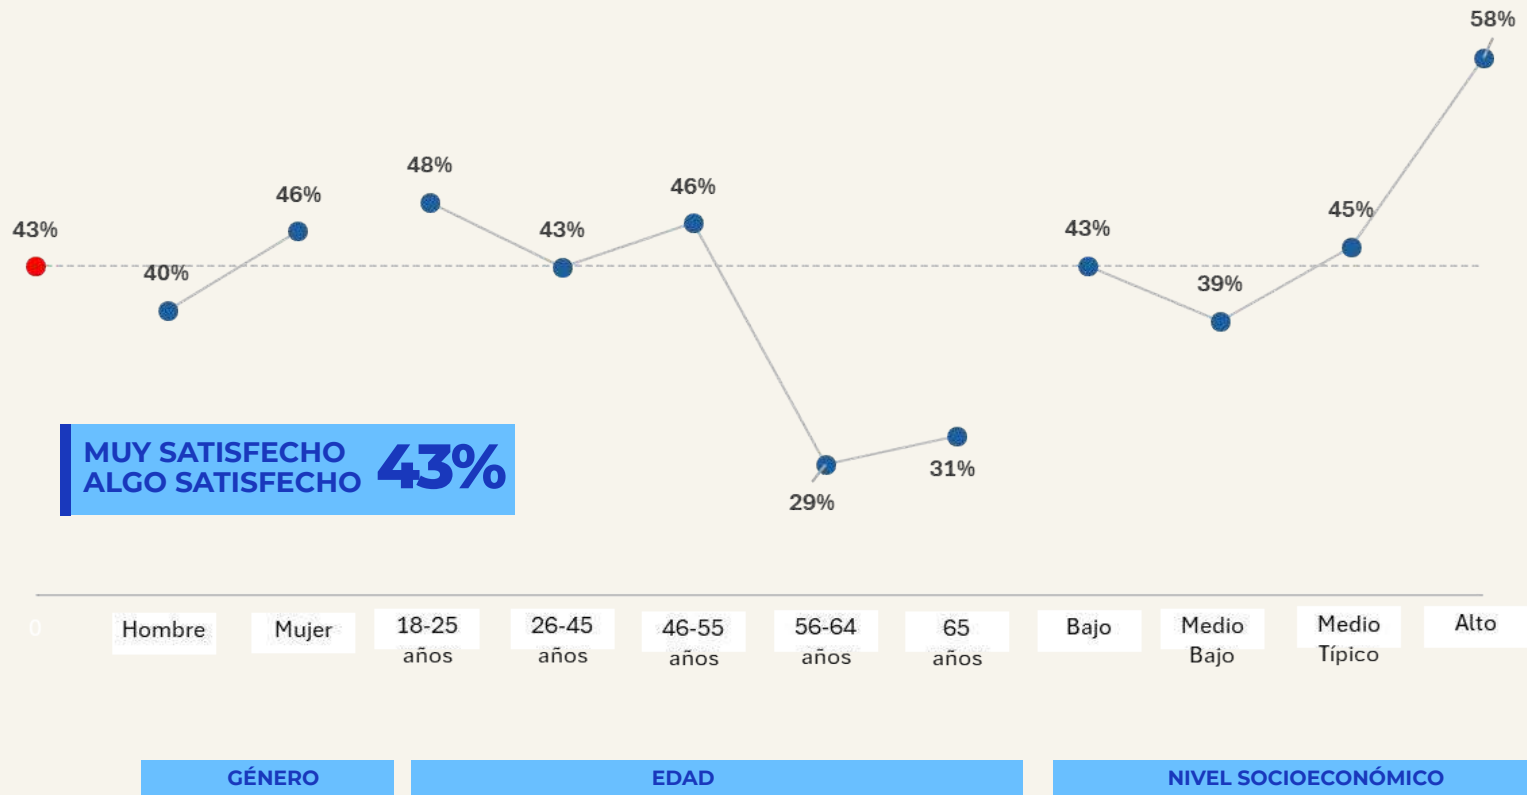 58%
48%
46%
46%
43%
43%
43%
45%
40%
39%
MUY SATISFECHO
ALGO SATISFECHO
43%
31%
29%
0
Hombre
Mujer
18-25
años
26-45
años
46-55
años
56-64
años
65
años
Bajo
Medio
Bajo
Medio
Típico
Alto
GÉNERO
EDAD
NIVEL SOCIOECONÓMICO